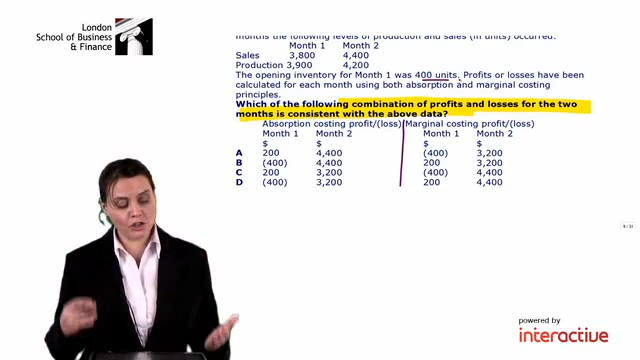 London
School of Business
& Finance
months the following levels of production and sales (in units) occurred:
Month 1 Month 2
Sales 3,800 4,400
Production 3,900 4,200
The opening inventory for Month 1 was 400 units. Profits or losses have been
calculated for each month using both absorption and marginal costing
principles.
Which of the following combination of profits and losses for the two
months is consistent with the above data?
Absorption costing profit/(loss) Marginal costing profit/(loss)
Month 1 Month 2 Month 1 Month 2
$ $ $ $
A 200 4,400 (400) 3,200
B (400) 4,400 200 3,200
C 200 3,200 (400) 4,400
D (400) 3,200 200 4,400
powered by
interactive